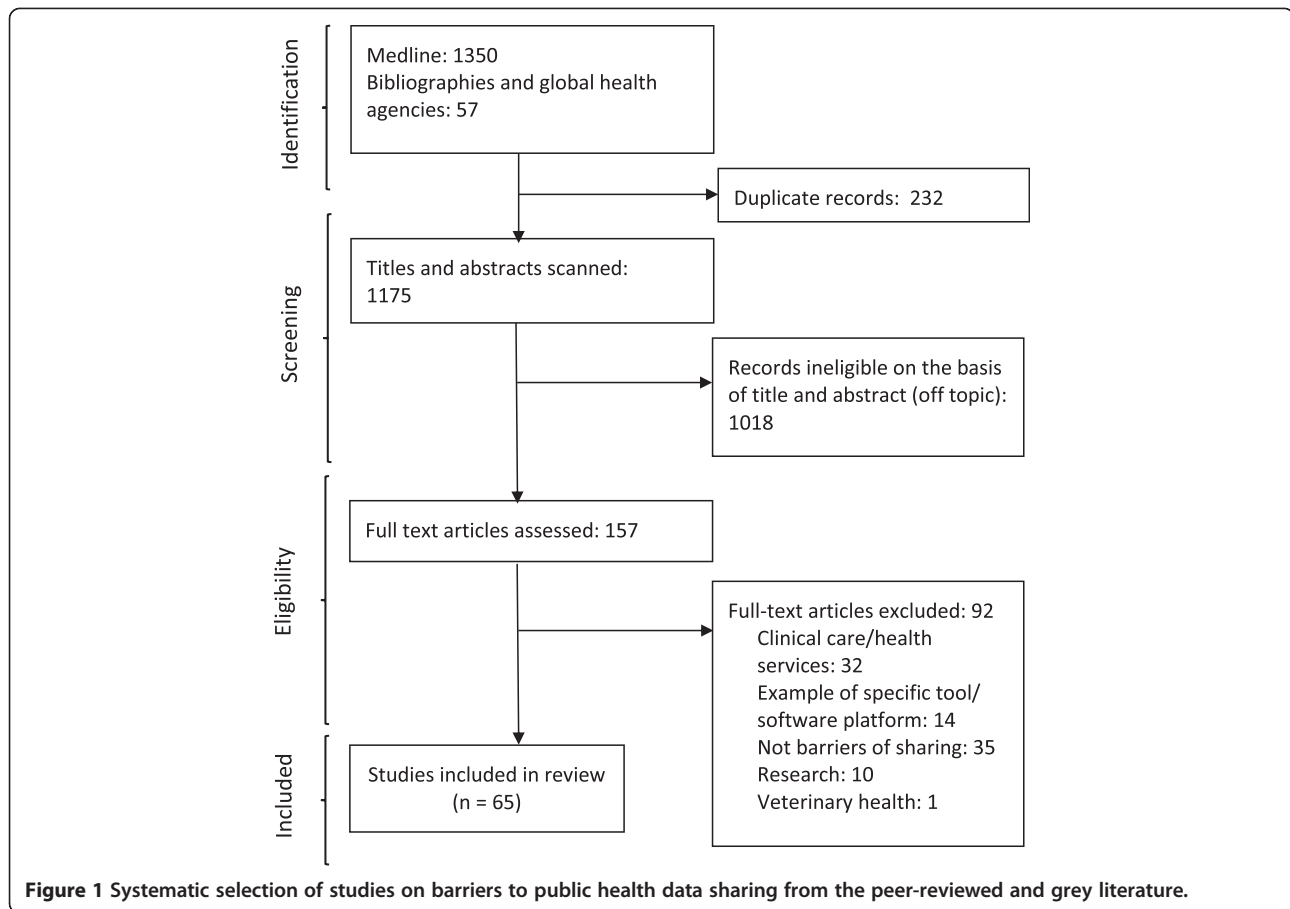 Identification
Medline: 1350
Bibliographies and global health
agencies: 57
Duplicate records: 232
Screening
Titles and abstracts scanned:
1175
Records ineligible on the basis
of title and abstract (off topic):
1018
Eligibility
Full text articles assessed: 157
Full-text articles excluded: 92
Clinical care/health
services: 32
Example of specific tool/
software platform: 14
Not barriers of sharing: 35
Research: 10
Veterinary health: 1
Included
Studies included in review
(n = 65)
Figure 1 Systematic selection of studies on barriers to public health data sharing from the peer-reviewed and grey literature.